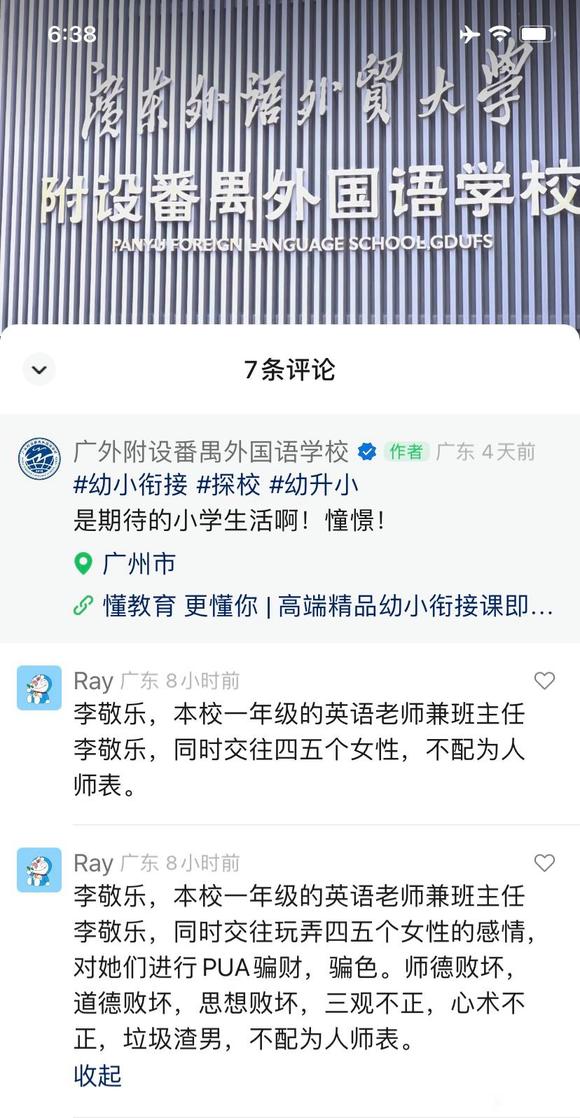 6:38
廣东外语外貿大學
附设番禺外国语学校
PANYU FOREIGN LANGUAGE SCHOOL,GDUFS
7条评论
广外附设番禺外国语学校 作者 广东 4天前
#幼小衔接 #探校 #幼升小
是期待的小学生活啊！憧憬！
广州市
懂教育 更懂你 | 高端精品幼小衔接课即...
Ray 广东 8小时前
李敬乐，本校一年级的英语老师兼班主任
李敬乐，同时交往四五个女性，不配为人
师表。
Ray 广东 8小时前
李敬乐，本校一年级的英语老师兼班主任
李敬乐，同时交往玩弄四五个女性的感情，
对她们进行PUA骗财，骗色。师德败坏，
道德败坏，思想败坏，三观不正，心术不
正，垃圾渣男，不配为人师表。
收起